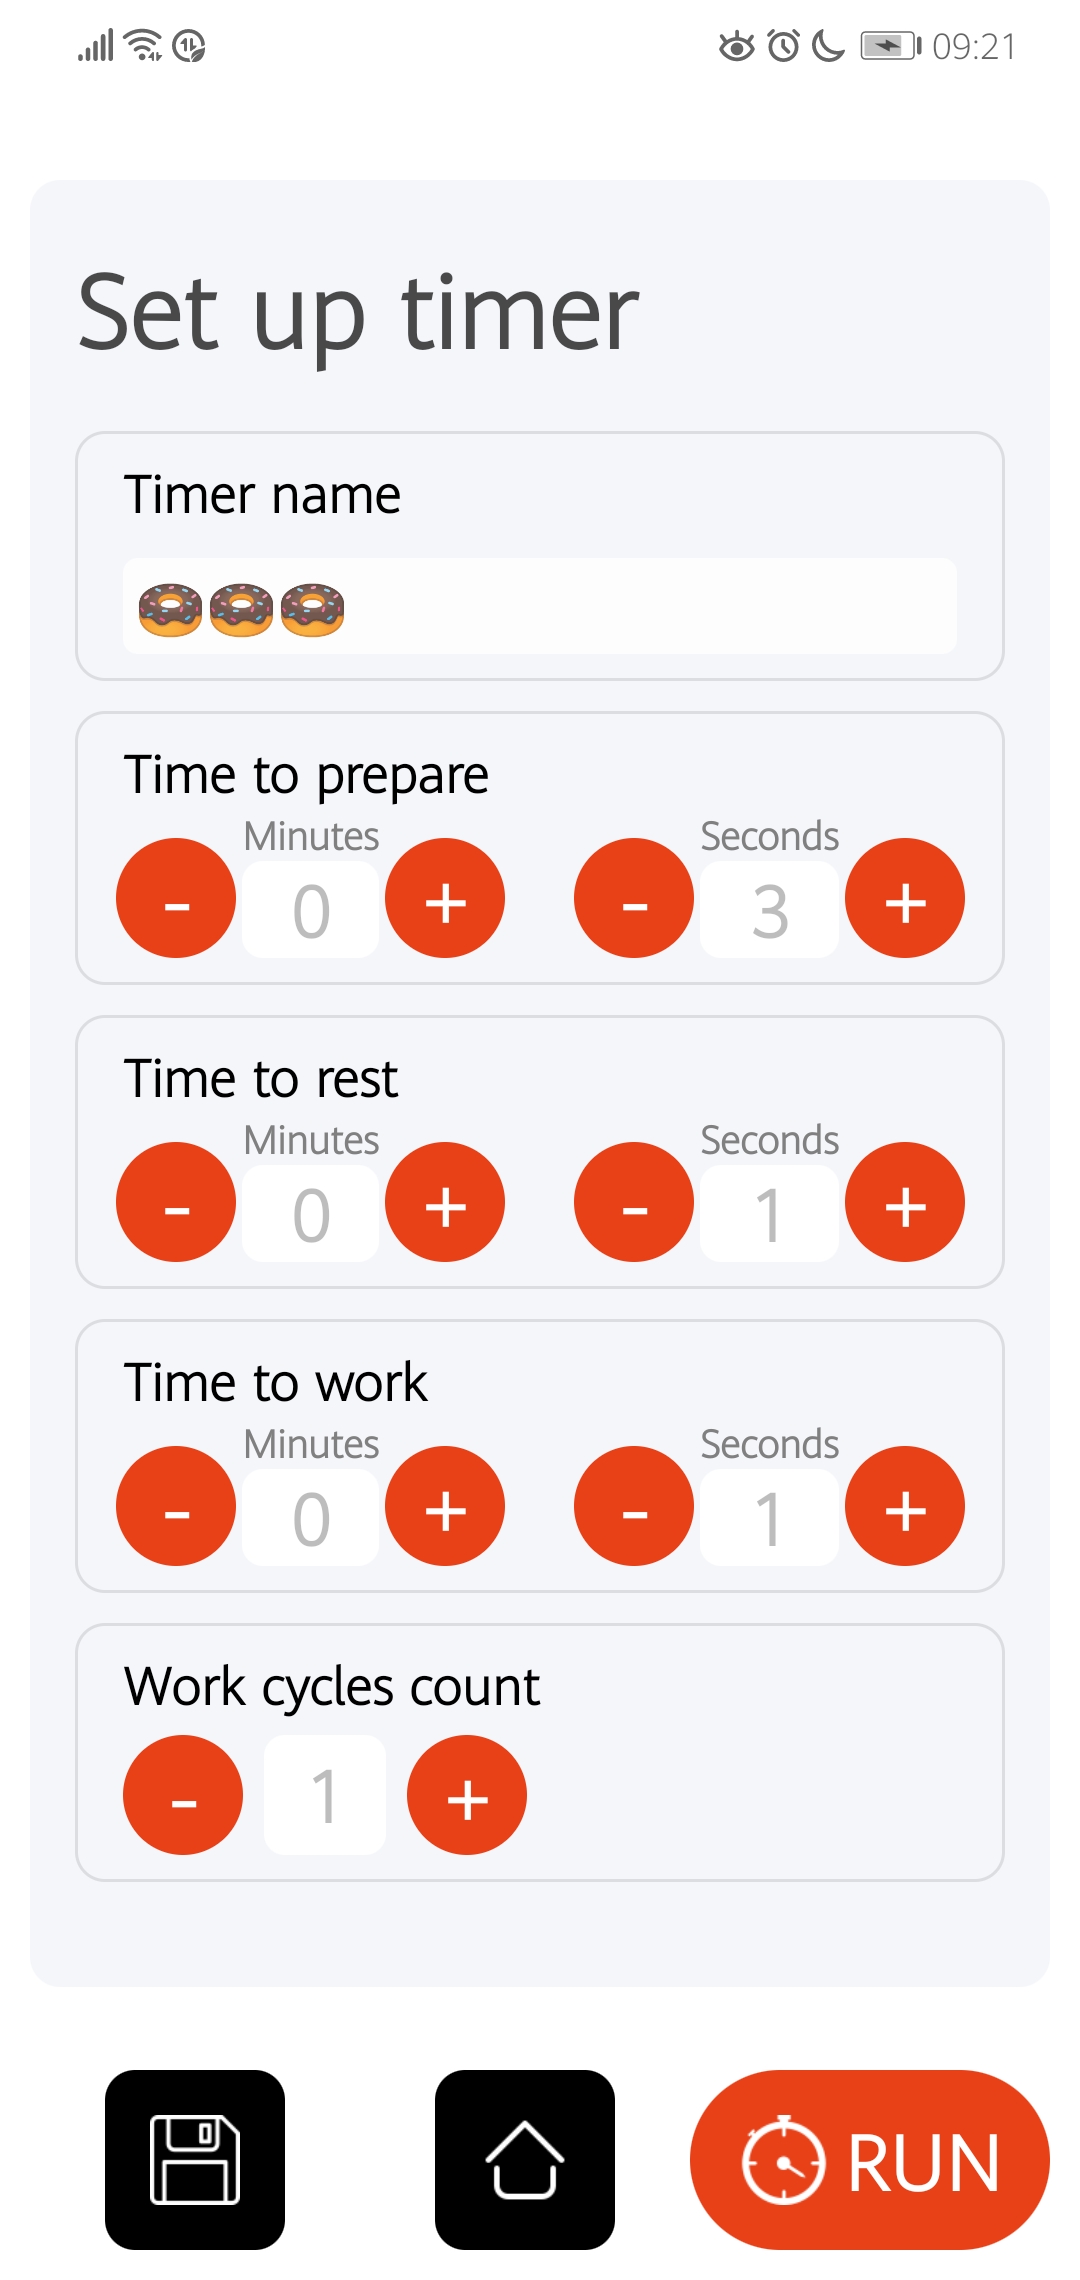 09:21
Set up timer
Timer name
🍩🍩🍩
Time to prepare
Minutes Seconds
- 0 + - 3 +
Time to rest
Minutes Seconds
- 0 + - 1 +
Time to work
Minutes Seconds
- 0 + - 1 +
Work cycles count
- 1 +
RUN